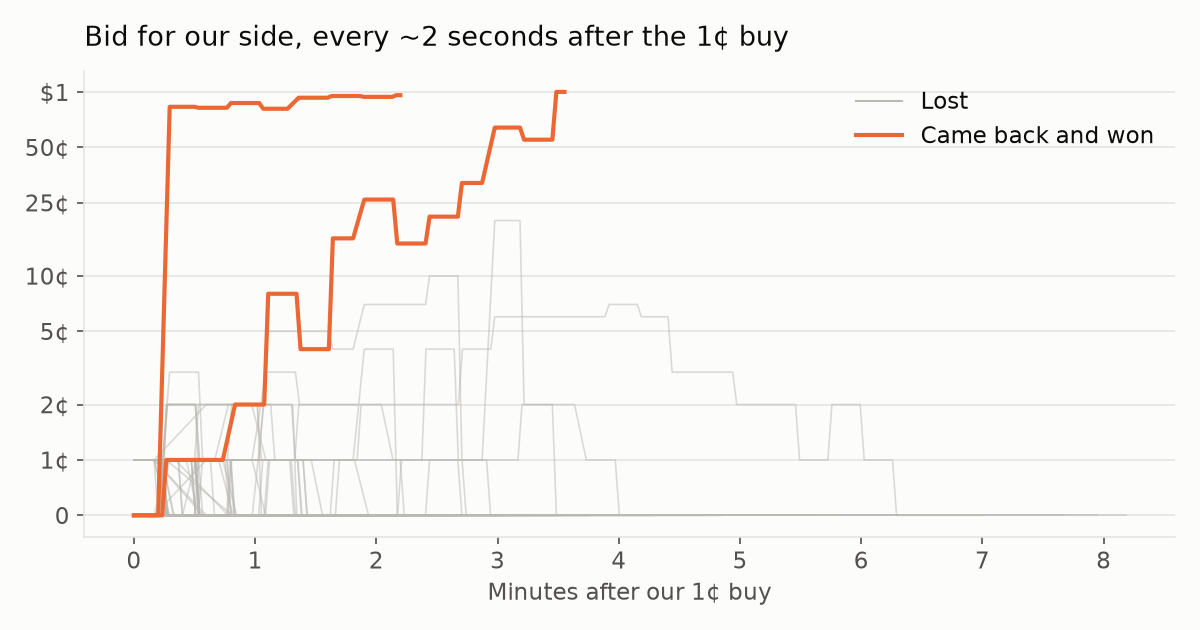 Bid for our side, every ~2 seconds after the 1¢ buy
$1
50¢
25¢
10¢
5¢
2¢
1¢
0
Lost
Came back and won
0 1 2 3 4 5 6 7 8
Minutes after our 1¢ buy